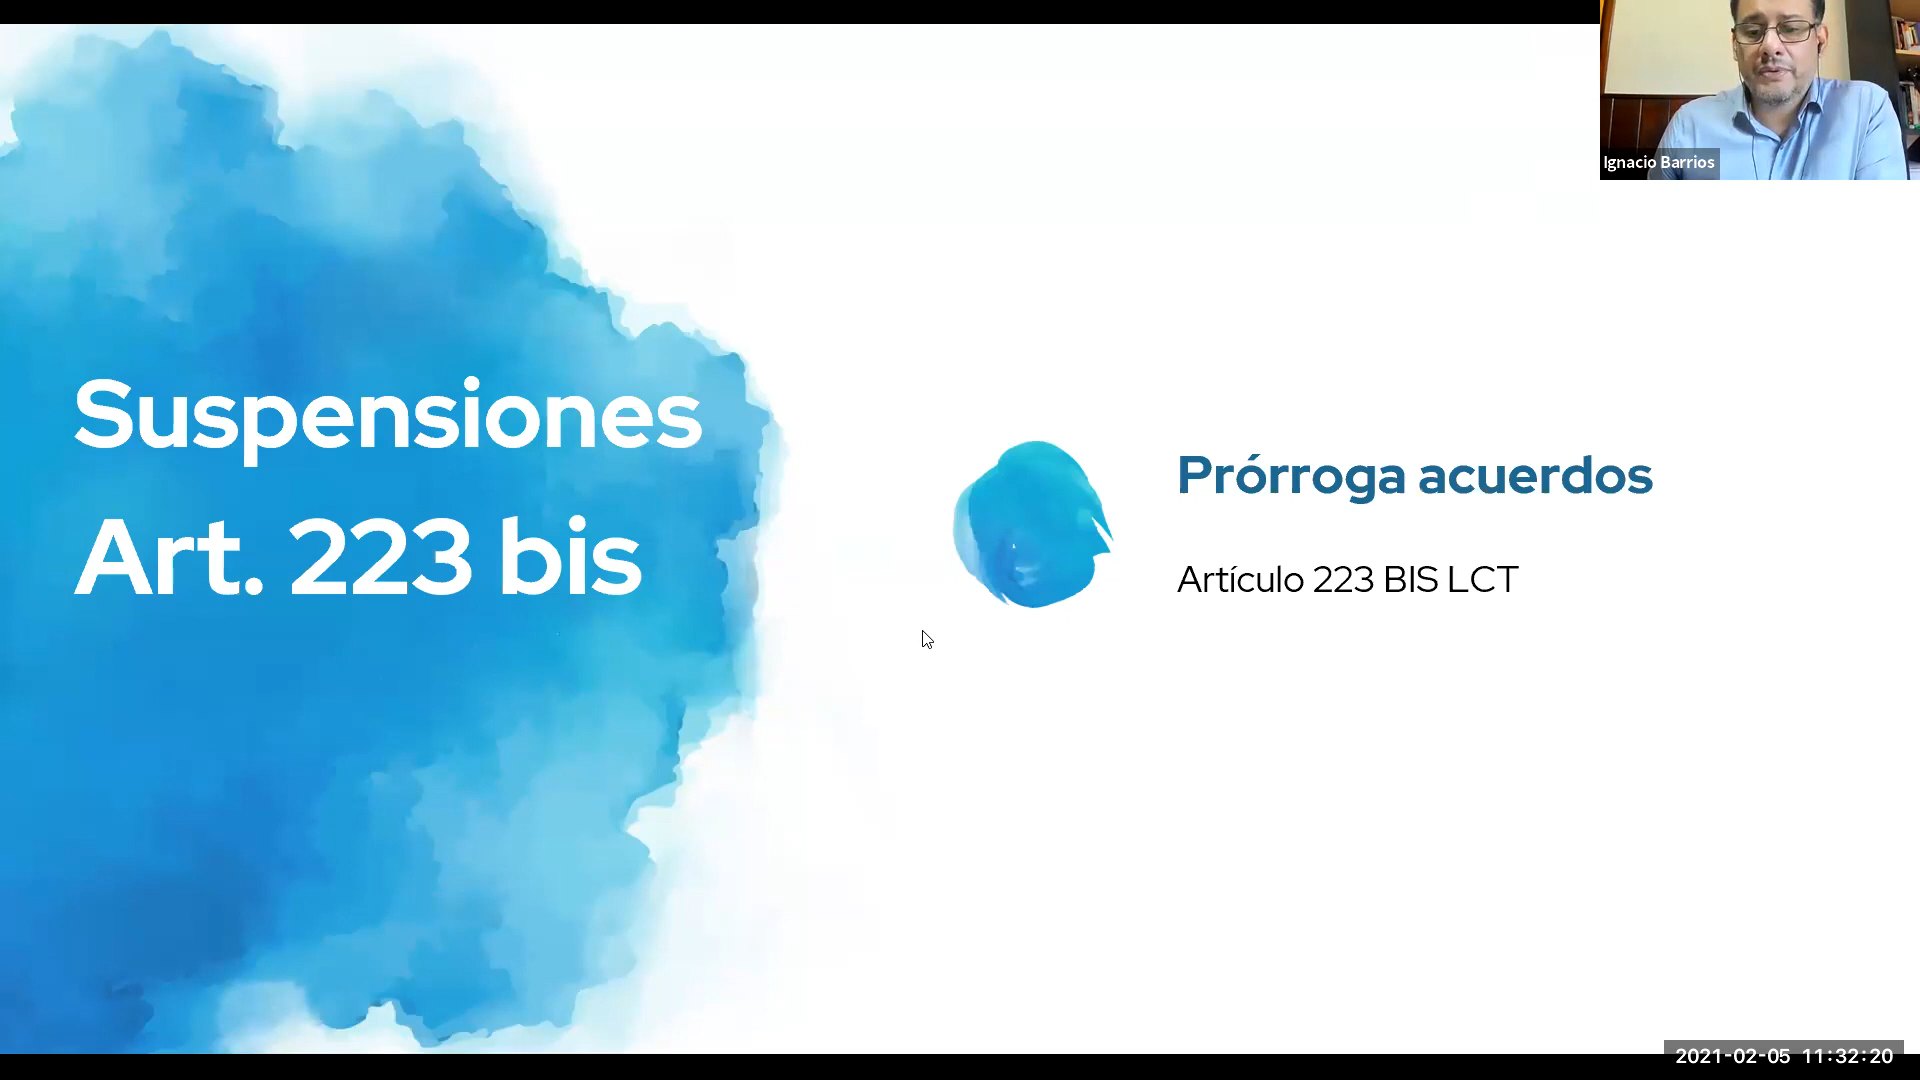 Ignacio Barrios
Suspensiones
Art. 223 bis
Prórroga acuerdos
Artículo 223 BIS LCT
2021-02-05 11:32:20